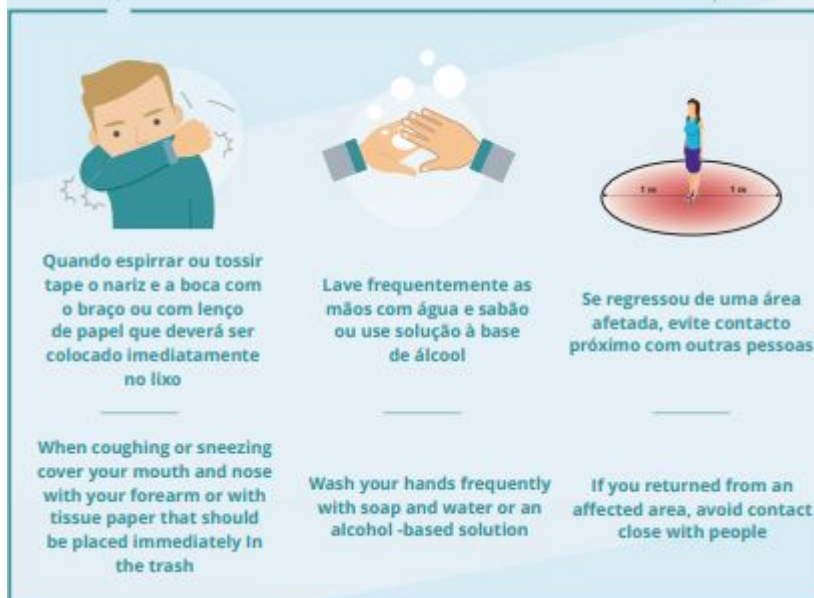 1 m 1 m
Quando espirrar ou tossir
tape o nariz e a boca com
o braço ou com lenço
de papel que deverá ser
colocado imediatamente
no lixo
Lave frequentemente as
mãos com água e sabão
ou use solução à base
de álcool
Se regressou de uma área
afetada, evite contacto
próximo com outras pessoas
When coughing or sneezing
cover your mouth and nose
with your forearm or with
tissue paper that should
be placed immediately In
the trash
Wash your hands frequently
with soap and water or an
alcohol -based solution
If you returned from an
affected area, avoid contact
close with people